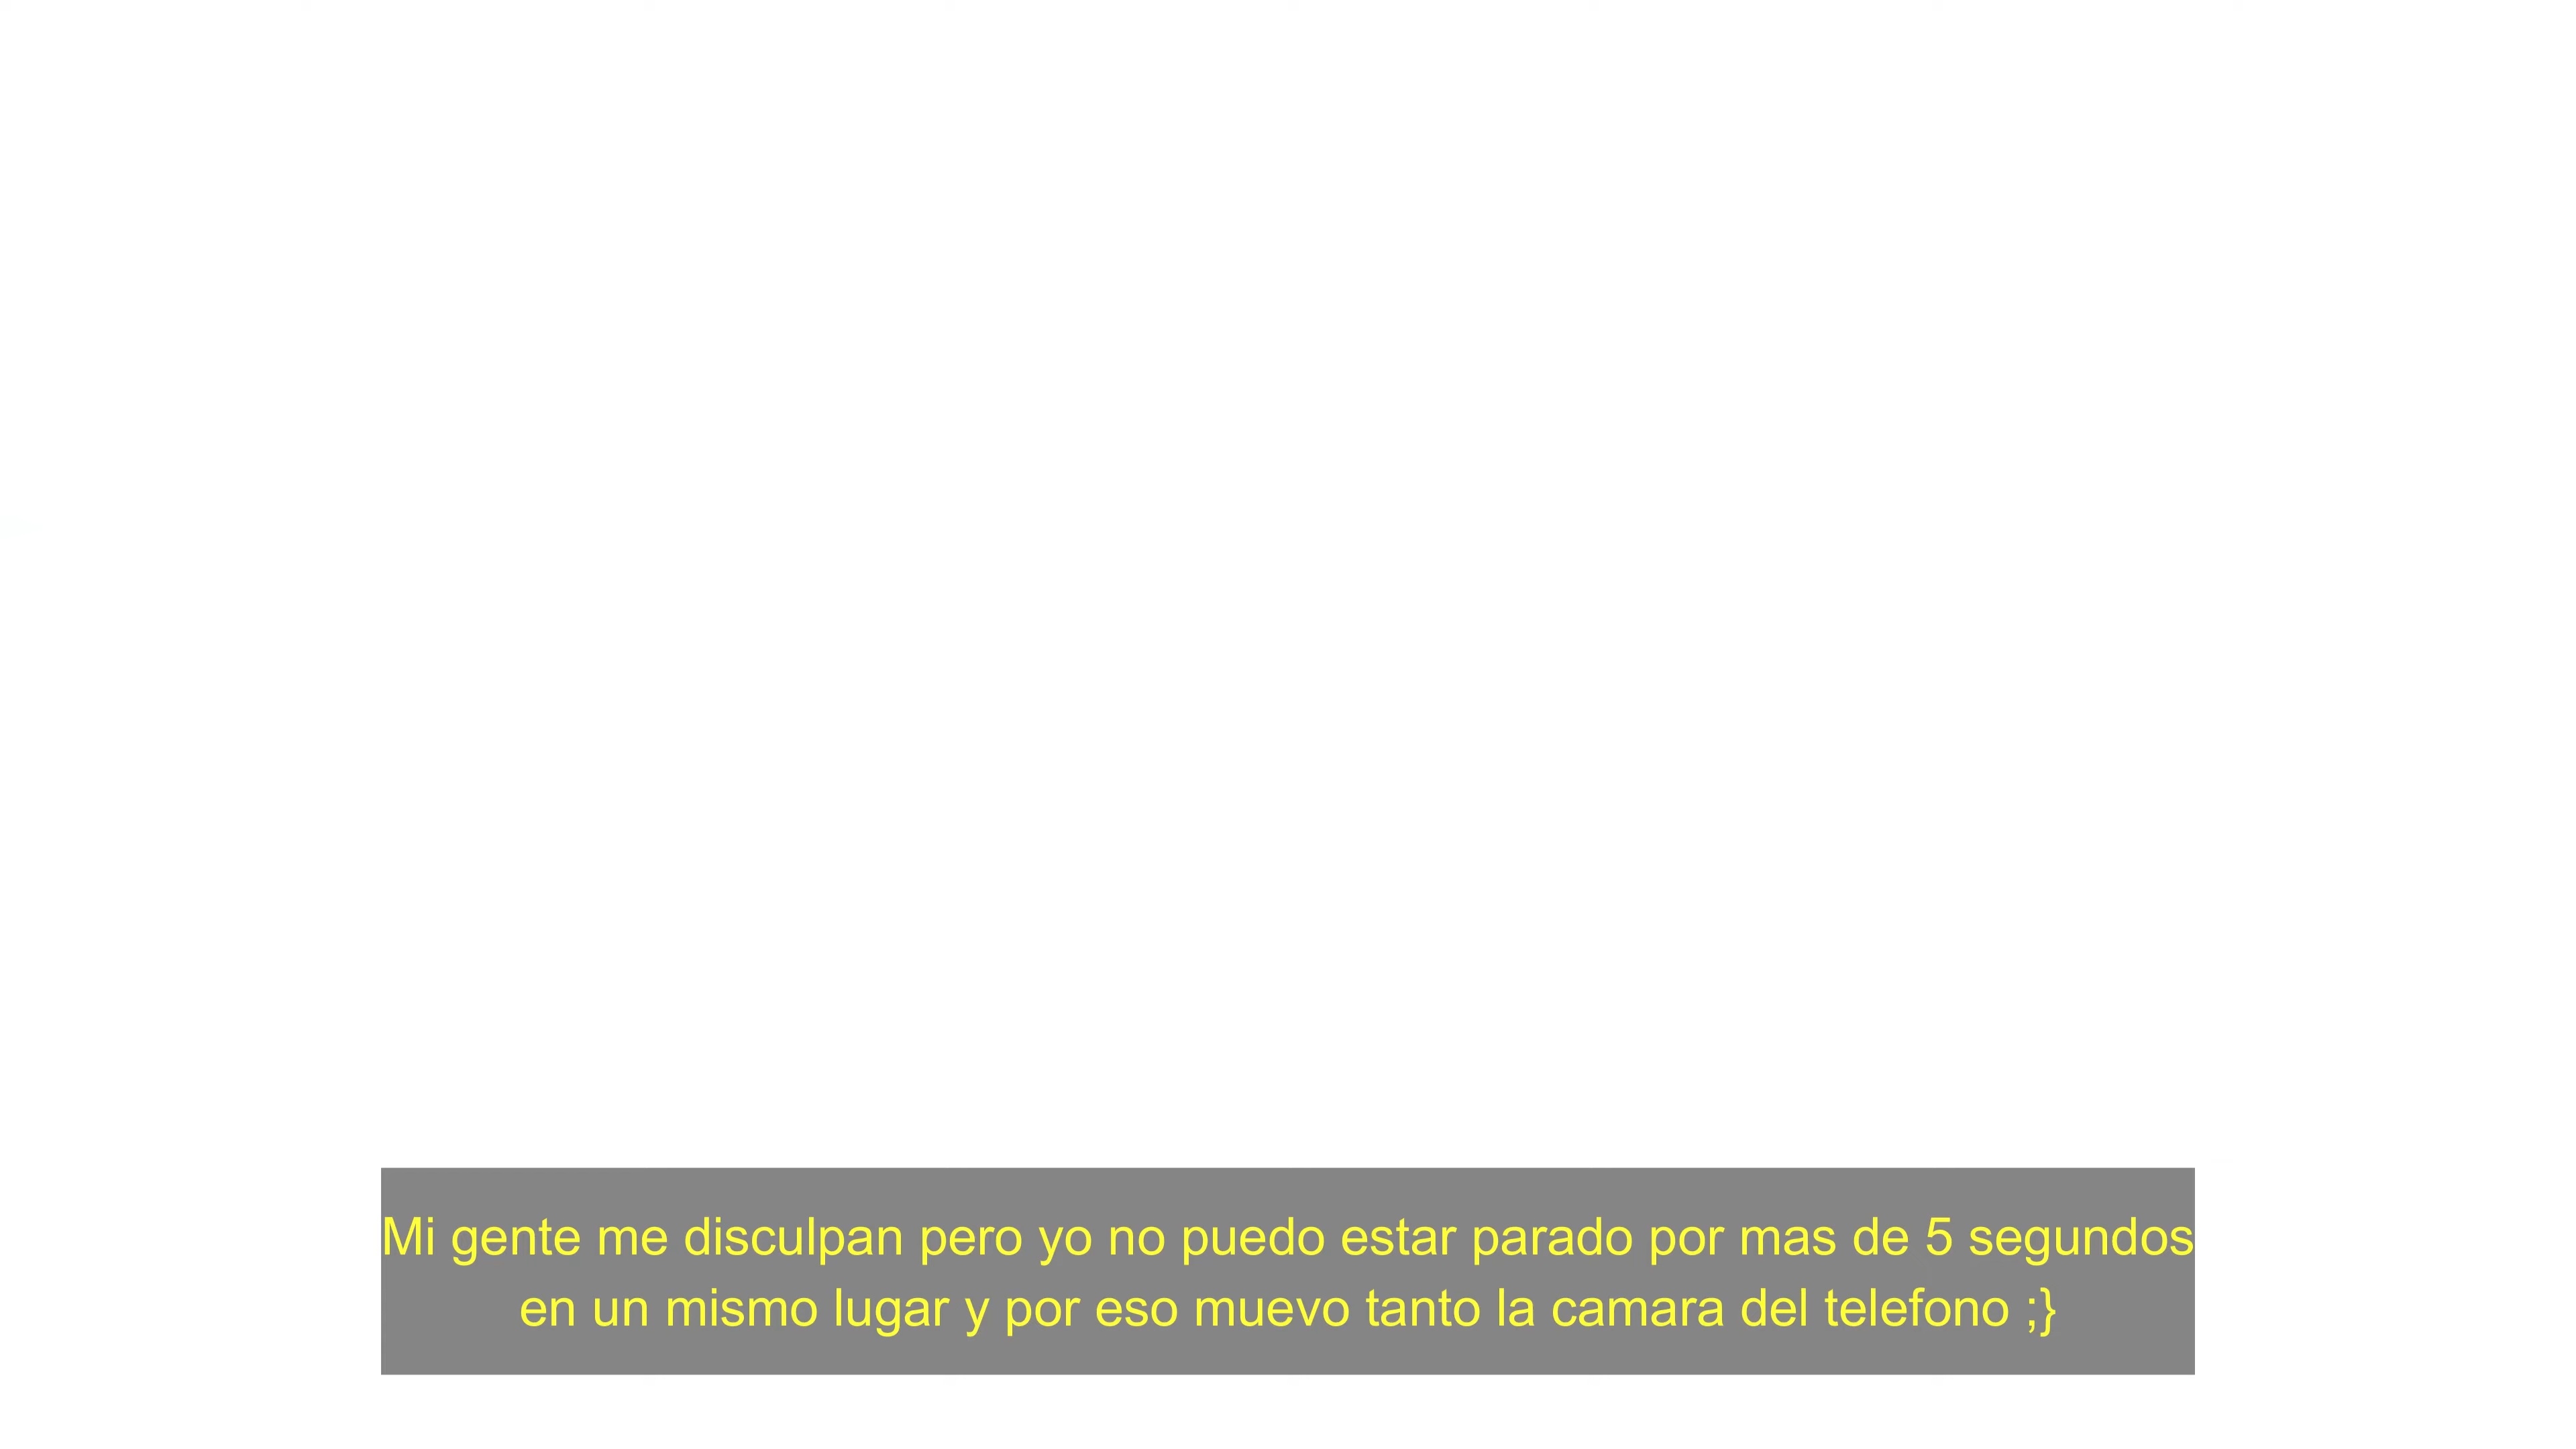 Mi gente me disculpan pero yo no puedo estar parado por mas de 5 segundos
en un mismo lugar y por eso muevo tanto la camara del telefono ;}